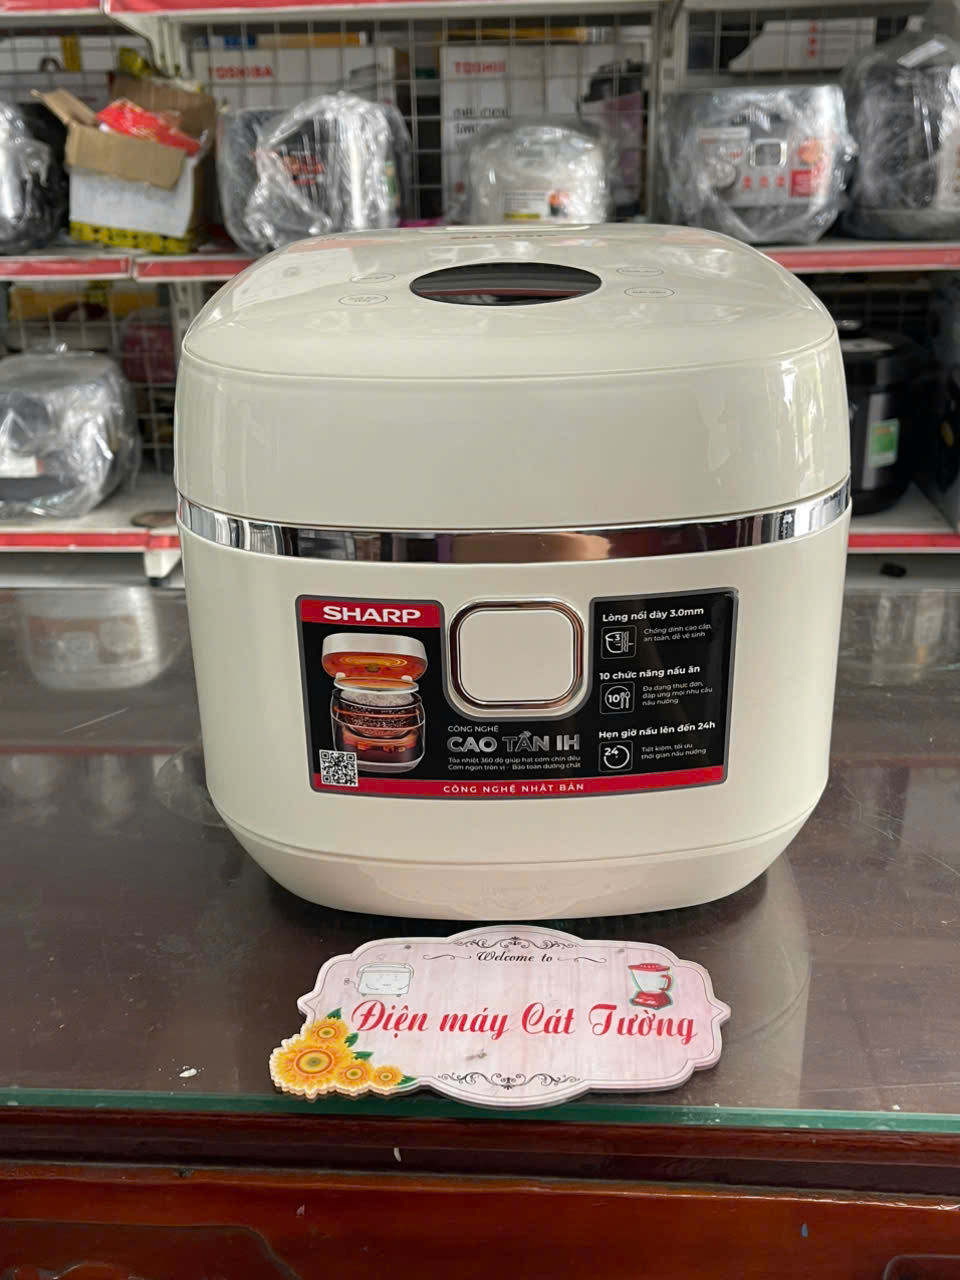 TOSHIBA
SHARP
SHARP
Lòng nồi dày 3.0mm
Chống dính cao cấp,
an toàn, dễ vệ sinh
10 chức năng nấu ăn
10
Đa dạng thực đơn,
đáp ứng mọi nhu cầu
nấu nướng
Hẹn giờ nấu lên đến 24h
24
Tiết kiệm, tối ưu
thời gian nấu nướng
CÔNG NGHỆ
CAO TẦN IH
Tỏa nhiệt 360 độ giúp hạt cơm chín đều
Cơm ngon tròn vị - Bảo toàn dưỡng chất
CÔNG NGHỆ NHẬT BẢN
Welcome to
Điện máy Cát Tường